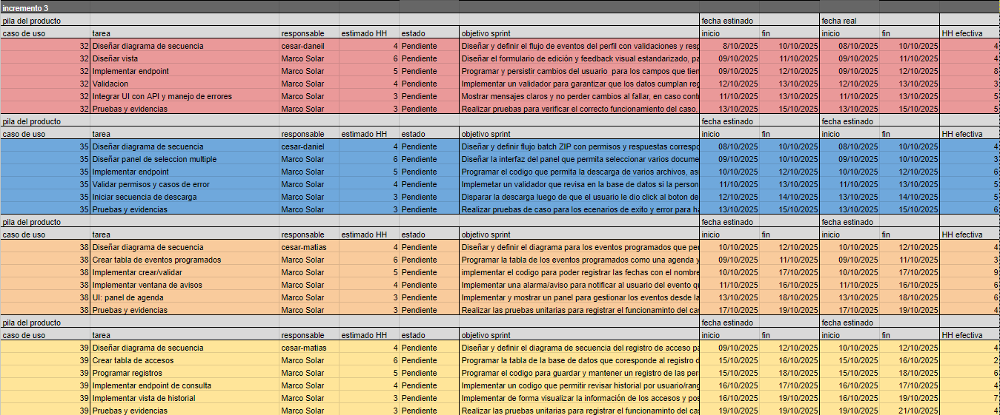 incremento 3
pila del producto fecha estinado fecha real
caso de uso tarea responsable estimado HH estado objetivo sprint inicio fin inicio fin HH efectiva
32 Diseñar diagrama de secuencia cesar-daneil 4 Pendiente Diseñar y definir el flujo de eventos del perfil con validaciones y resp 8/10/2025 10/10/2025 08/10/2025 10/10/2025 4
32 Diseñar vista Marco Solar 6 Pendiente Diseñar el formulario de edición y feedback visual estandarizado, pa 09/10/2025 11/10/2025 09/10/2025 11/10/2025 4
32 Implementar endpoint Marco Solar 5 Pendiente Programar y persistir cambios del usuario para los campos que tien 09/10/2025 12/10/2025 09/10/2025 12/10/2025 8
32 Validacion Marco Solar 4 Pendiente Implementar un validador para garantizar que los datos cumplan reg 12/10/2025 13/10/2025 12/10/2025 13/10/2025 3
32 Integrar UI con API y manejo de errores Marco Solar 3 Pendiente Mostrar mensajes claros y no perder cambios al fallar, en caso cont 11/10/2025 13/10/2025 11/10/2025 13/10/2025 5
32 Pruebas y evidencias Marco Solar 3 Pendiente Realizar pruebas para verificar el correcto funcionamiento del caso, 13/10/2025 15/10/2025 13/10/2025 15/10/2025 5
pila del producto fecha estinado fecha estinado
caso de uso tarea responsable estimado HH estado objetivo sprint inicio fin inicio fin HH efectiva
35 Diseñar diagrama de secuencia cesar-daniel 4 Pendiente Diseñar y definir flujo batch ZIP con permisos y respuestas correspo 08/10/2025 10/10/2025 08/10/2025 10/10/2025 4
35 Diseñar panel de seleccion multiple Marco Solar 6 Pendiente Diseñar la interfaz del panel que permita seleccionar varios docume 09/10/2025 10/10/2025 09/10/2025 10/10/2025 3
35 Implementar endpoint Marco Solar 5 Pendiente Programar el codigo que permita la descarga de varios archivos, as 10/10/2025 12/10/2025 10/10/2025 12/10/2025 6
35 Validar permisos y casos de error Marco Solar 4 Pendiente Implemetar un validador que revisa en la base de datos si la person 11/10/2025 13/10/2025 11/10/2025 13/10/2025 5
35 Iniciar secuencia de descarga Marco Solar 3 Pendiente Disparar la descarga luego de que el usuario le dio click al boton de 12/10/2025 14/10/2025 13/10/2025 14/10/2025 5
35 Pruebas y evidencias Marco Solar 3 Pendiente Realizar pruebas de caso para los ecenarios de exito y error para ha 13/10/2025 15/10/2025 13/10/2025 15/10/2025 6
pila del producto fecha estinado fecha estinado
caso de uso tarea responsable estimado HH estado objetivo sprint inicio fin inicio fin HH efectiva
38 Diseñar diagrama de secuencia cesar-matias 4 Pendiente Diseñar y definir el diagrama para los eventos programados que per 10/10/2025 12/10/2025 10/10/2025 12/10/2025 4
38 Crear tabla de eventos programados Marco Solar 6 Pendiente Programar la tabla de los eventos programados como una agenda y 09/10/2025 11/10/2025 09/10/2025 11/10/2025 3
38 Implementar crear/validar Marco Solar 5 Pendiente implementar el codigo para poder registrar las fechas con el nombre 10/10/2025 17/10/2025 10/10/2025 17/10/2025 9
38 Implementar ventana de avisos Marco Solar 4 Pendiente Implementar una alarma/aviso para notificar al usuario del evento qu 11/10/2025 16/10/2025 11/10/2025 16/10/2025 6
38 UI: panel de agenda Marco Solar 3 Pendiente Implementar y mostrar un panel para gestionar los eventos desde la 13/10/2025 18/10/2025 13/10/2025 18/10/2025 6
38 Pruebas y evidencias Marco Solar 3 Pendiente Realizar las pruebas unitarias para registrar el funcionaminto del cas 17/10/2025 19/10/2025 17/10/2025 19/10/2025 4
pila del producto fecha estinado fecha estinado
caso de uso tarea responsable estimado HH estado objetivo sprint inicio fin inicio fin HH efectiva
39 Diseñar diagrama de secuencia cesar-matias 4 Pendiente Diseñar y definir el diagrama de secuencia del registro de acceso pa 09/10/2025 12/10/2025 10/10/2025 12/10/2025 4
39 Crear tabla de accesos Marco Solar 6 Pendiente Programar la tabla de la base de datos que coresponde al registro d 15/10/2025 16/10/2025 15/10/2025 16/10/2025 2
39 Programar registros Marco Solar 5 Pendiente Programar el codigo para guardar y mantener un registro de las per 15/10/2025 18/10/2025 15/10/2025 18/10/2025 6
39 Implementar endpoint de consulta Marco Solar 4 Pendiente Implementar un codigo que permitir revisar historial por usuario/rang 16/10/2025 17/10/2025 16/10/2025 17/10/2025 4
39 Implementar vista de historial Marco Solar 3 Pendiente Implementar de forma visualizar la información de los accesos y pos 16/10/2025 19/10/2025 16/10/2025 19/10/2025 7
39 Pruebas y evidencias Marco Solar 3 Pendiente Realizar las pruebas unitarias para registrar el funcionaminto del cas 19/10/2025 19/10/2025 19/10/2025 21/10/2025 4